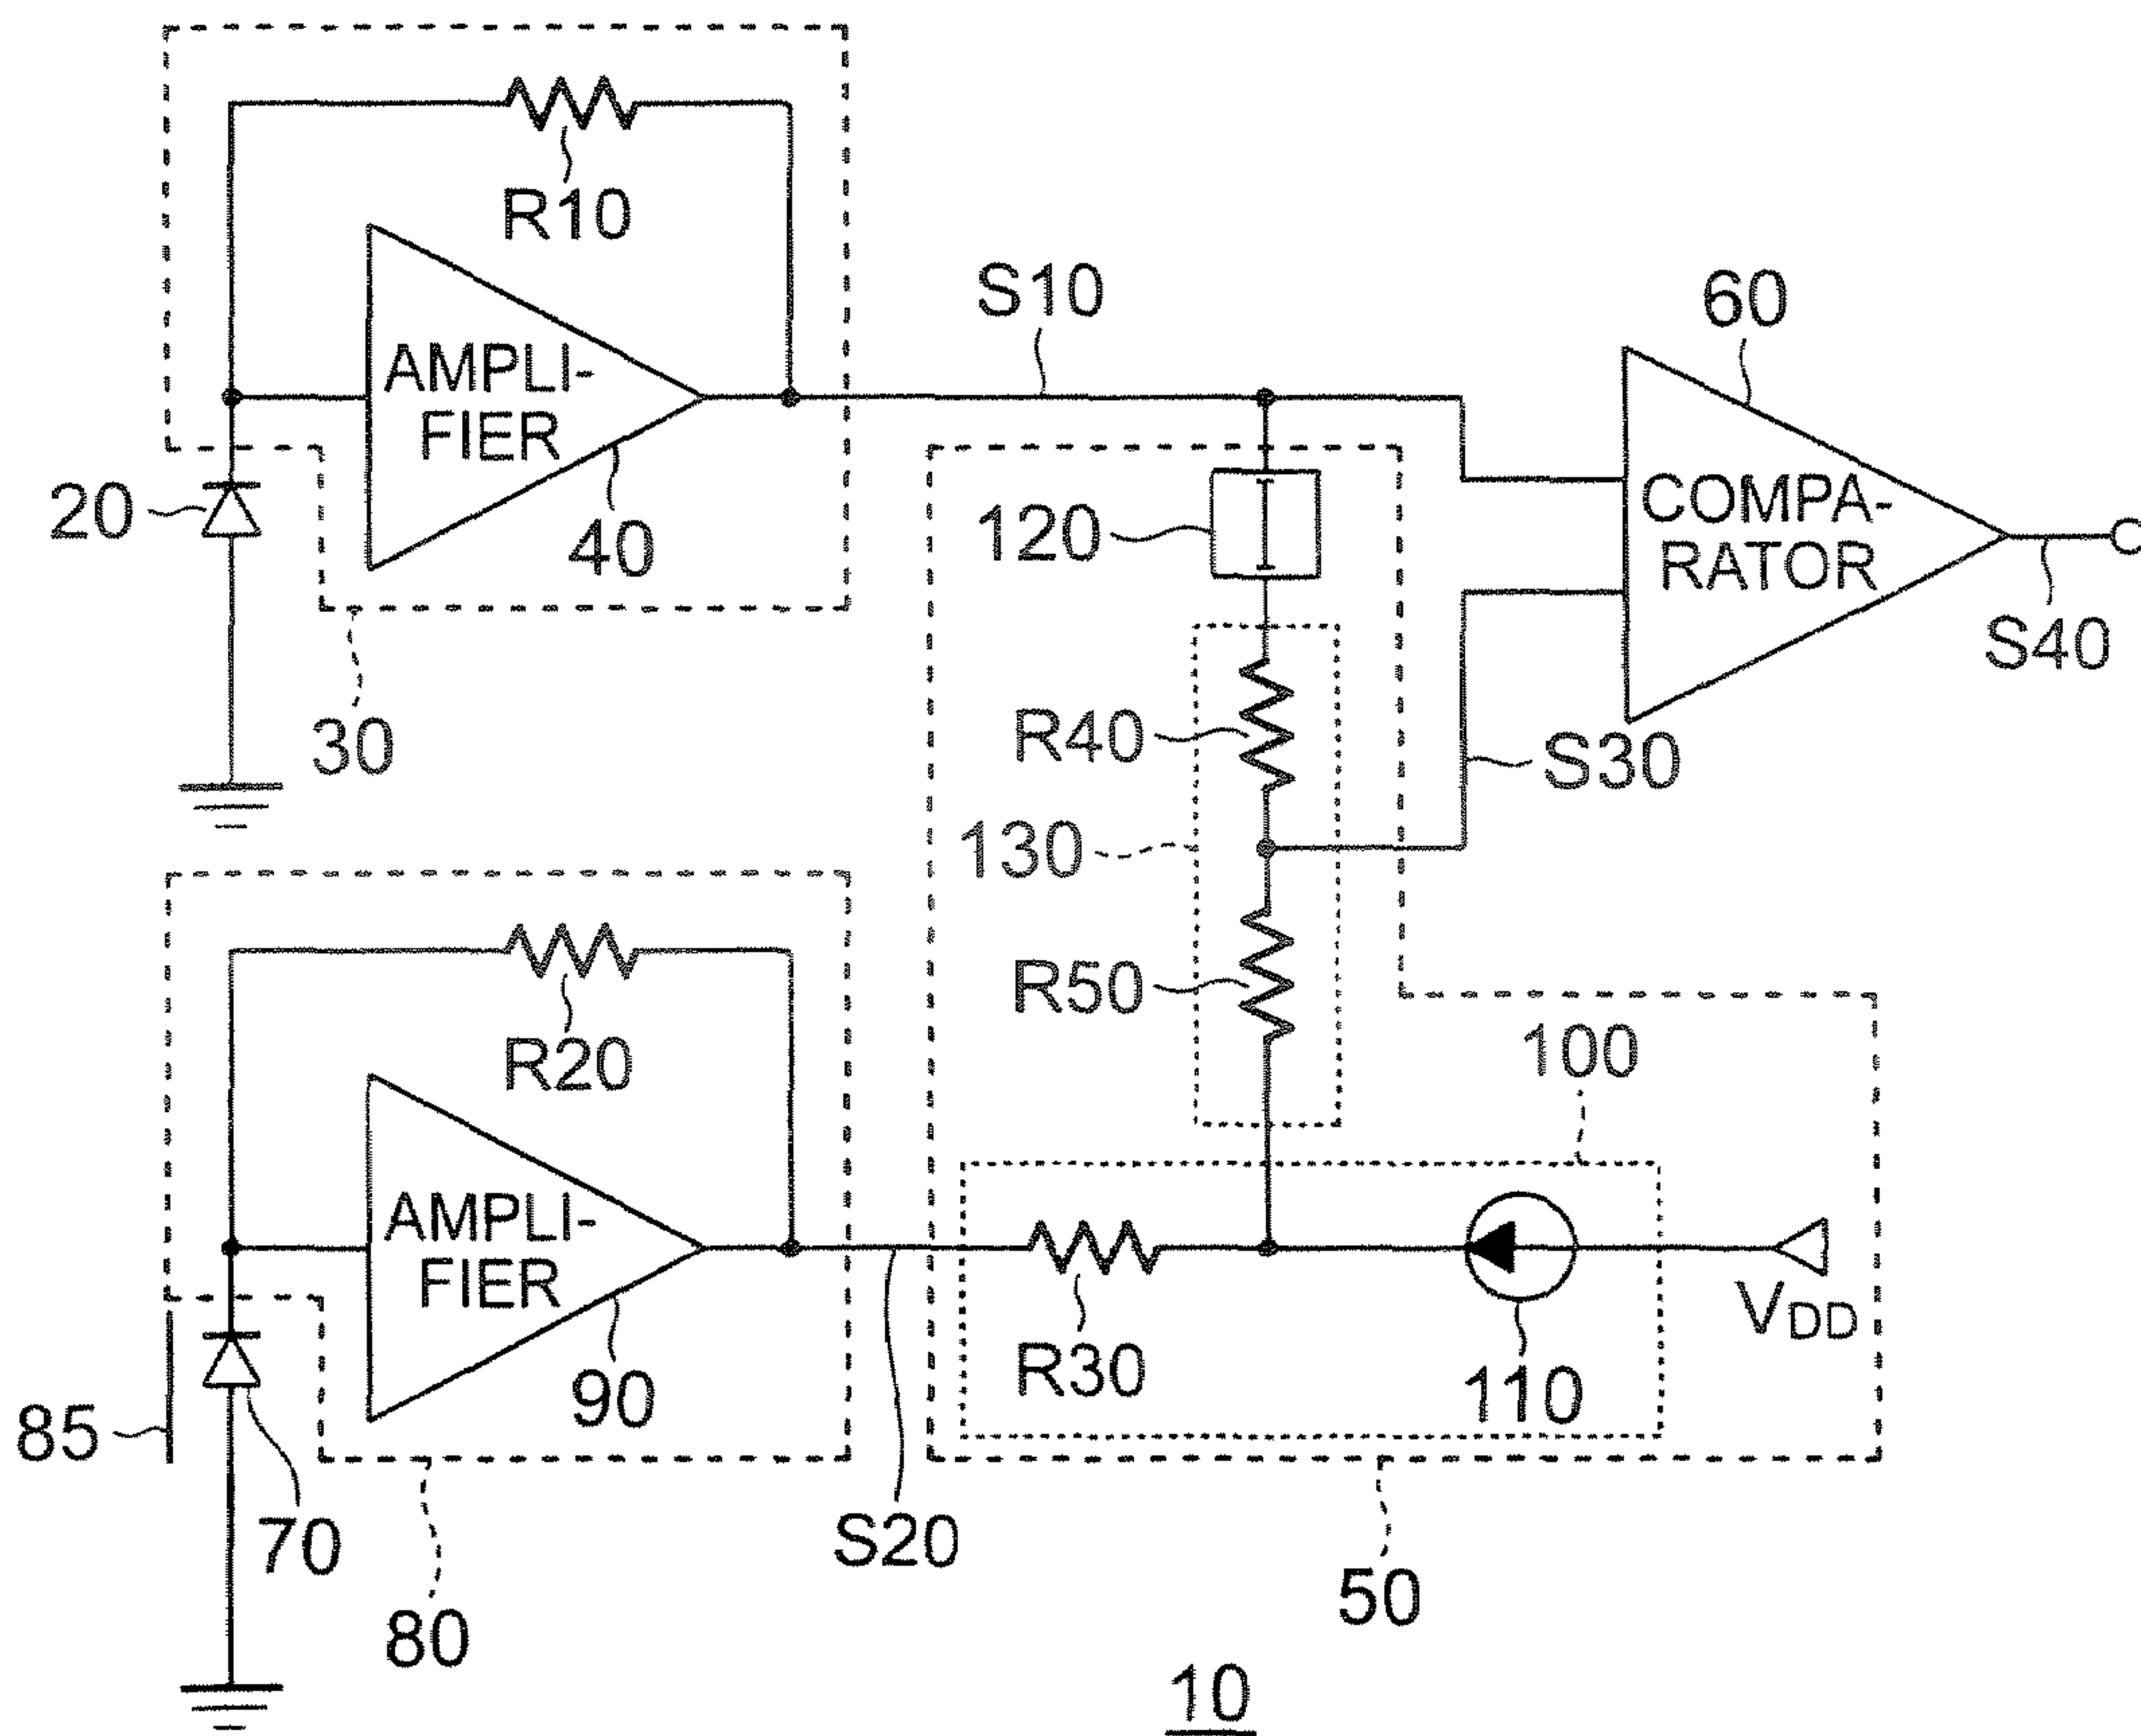 R10
S10
60
AMPLI-
FIER
COMPA-
RATOR
20
40
120
S40
30
R40
S30
130
R50
R20
100
AMPLI-
FIER
VDD
R30
110
90
85
70
S20
80
50
10